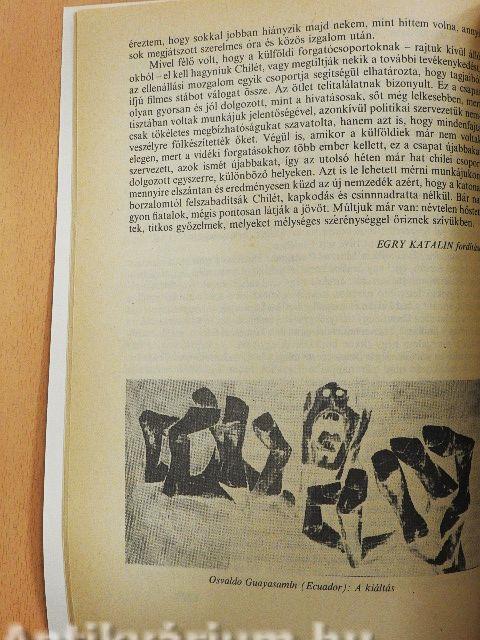 éreztem, hogy sokkal jobban hiányzik majd nekem, mint hittem volna, annyi
sok megjátszott szerelmes óra és közös izgalom után.
Mivel félő volt, hogy a külföldi forgatócsoportoknak – rajtuk kívül álló
okból – el kell hagyniuk Chilét, vagy megtiltják nekik a további tevékenykedést,
az ellenállási mozgalom egyik csoportja segítségül elhatározta, hogy tagjaiból
ifjú filmes stábot válogat össze. Az ötlet telitalálatnak bizonyult. Ez a csapat
olyan gyorsan és jól dolgozott, mint a hivatásosak, sőt még lelkesebben, mert
tisztában voltak munkájuk jelentőségével, azonkívül politikai szervezetük nem
csak tökéletes megbízhatóságukat szavatolta, hanem azt is, hogy mindenfajta
veszélyre fölkészítették őket. Végül is, amikor a külföldiek már nem voltak
elegen, mert a vidéki forgatásokhoz több ember kellett, ez a csapat újabbakat
szervezett, azok ismét újabbakat, így az utolsó héten már hat chilei csoport
dolgozott egyszerre, különböző helyeken. Azt is le lehetett mérni munkájukon,
mennyire elszántan és eredményesen küzd az új nemzedék azért, hogy a katonai
borzalomtól felszabadítsák Chilét, kapkodás és csinnnadratta nélkül. Bár na-
gyon fiatalok, mégis pontosan látják a jövőt. Múltjuk már van: névtelen hőstet-
tek, titkos győzelmek, melyeket mélységes szerénységgel őriznek szívükben.
EGRY KATALIN fordítása
Osvaldo Guayasamin (Ecuador): A kiáltás
Antikvárium.hu